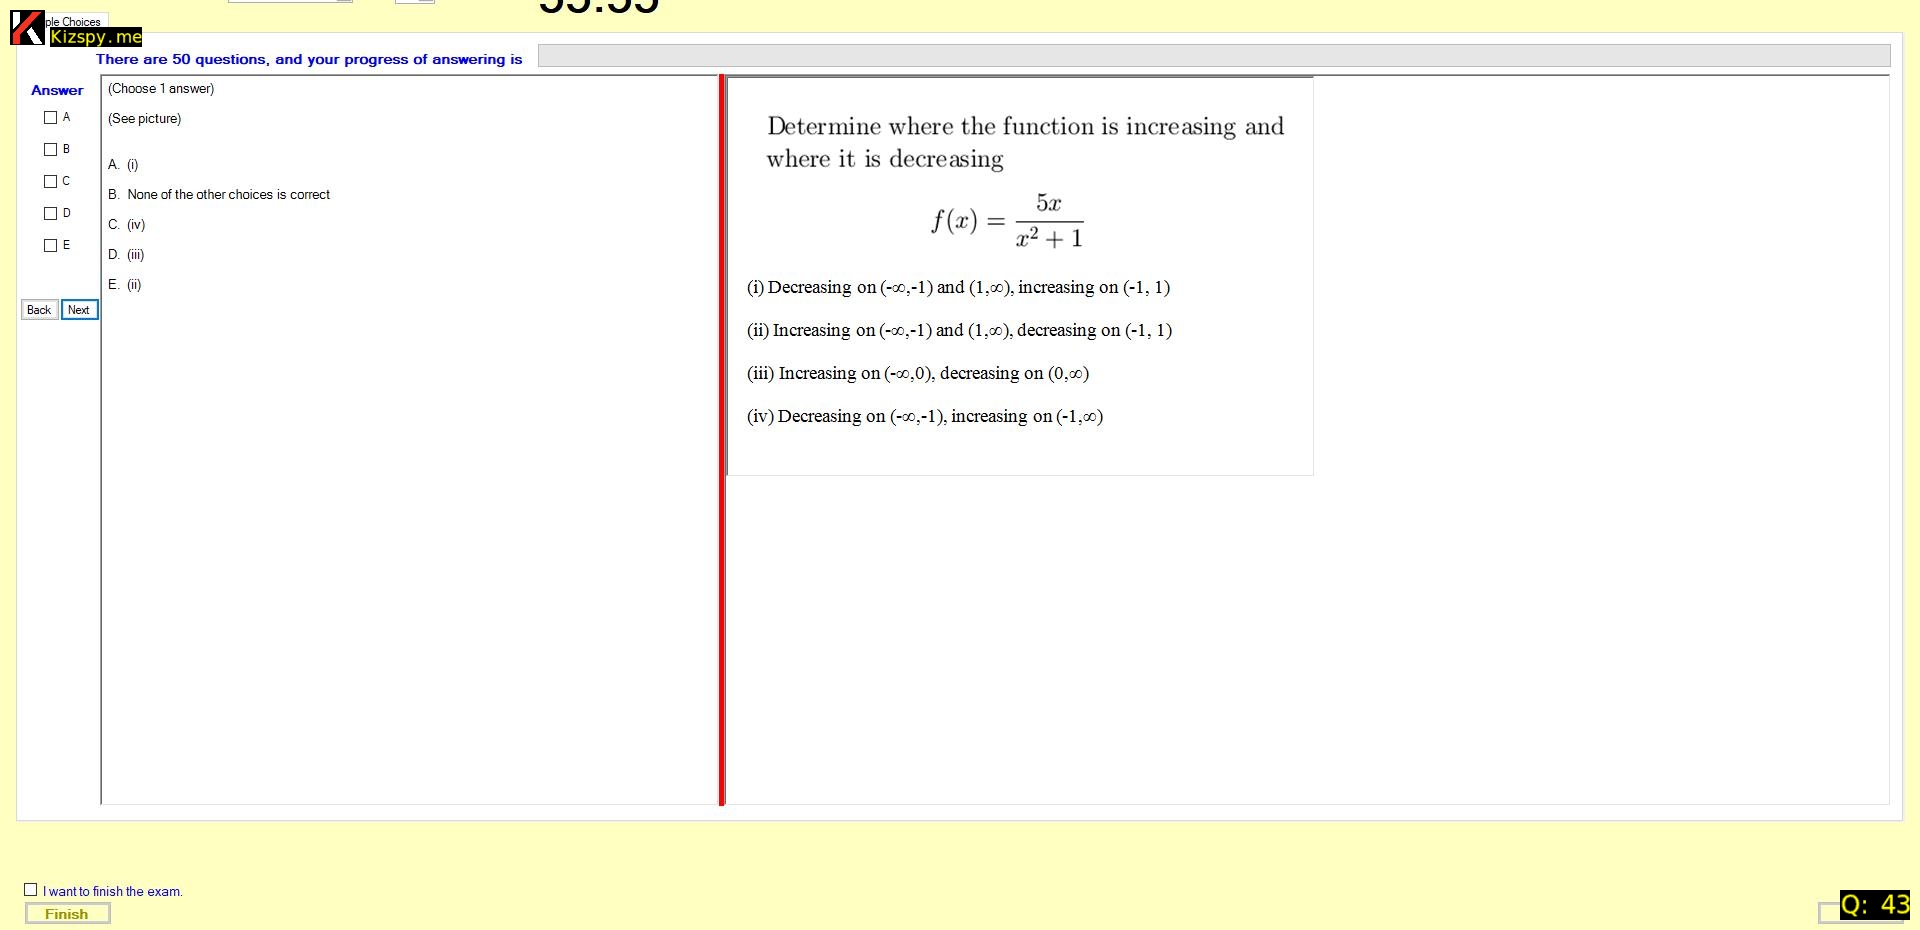 ple Choices
Kizspy.me
There are 50 questions, and your progress of answering is
Answer
A
B
C
D
E
Back Next
(Choose 1 answer)
(See picture)
A. (i)
B. None of the other choices is correct
C. (iv)
D. (iii)
E. (ii)
Determine where the function is increasing and
where it is decreasing
f(x) = 5x / x² + 1
(i) Decreasing on (-∞,-1) and (1,∞), increasing on (-1, 1)
(ii) Increasing on (-∞,-1) and (1,∞), decreasing on (-1, 1)
(iii) Increasing on (-∞,0), decreasing on (0,∞)
(iv) Decreasing on (-∞,-1), increasing on (-1,∞)
I want to finish the exam.
Finish
Q: 43